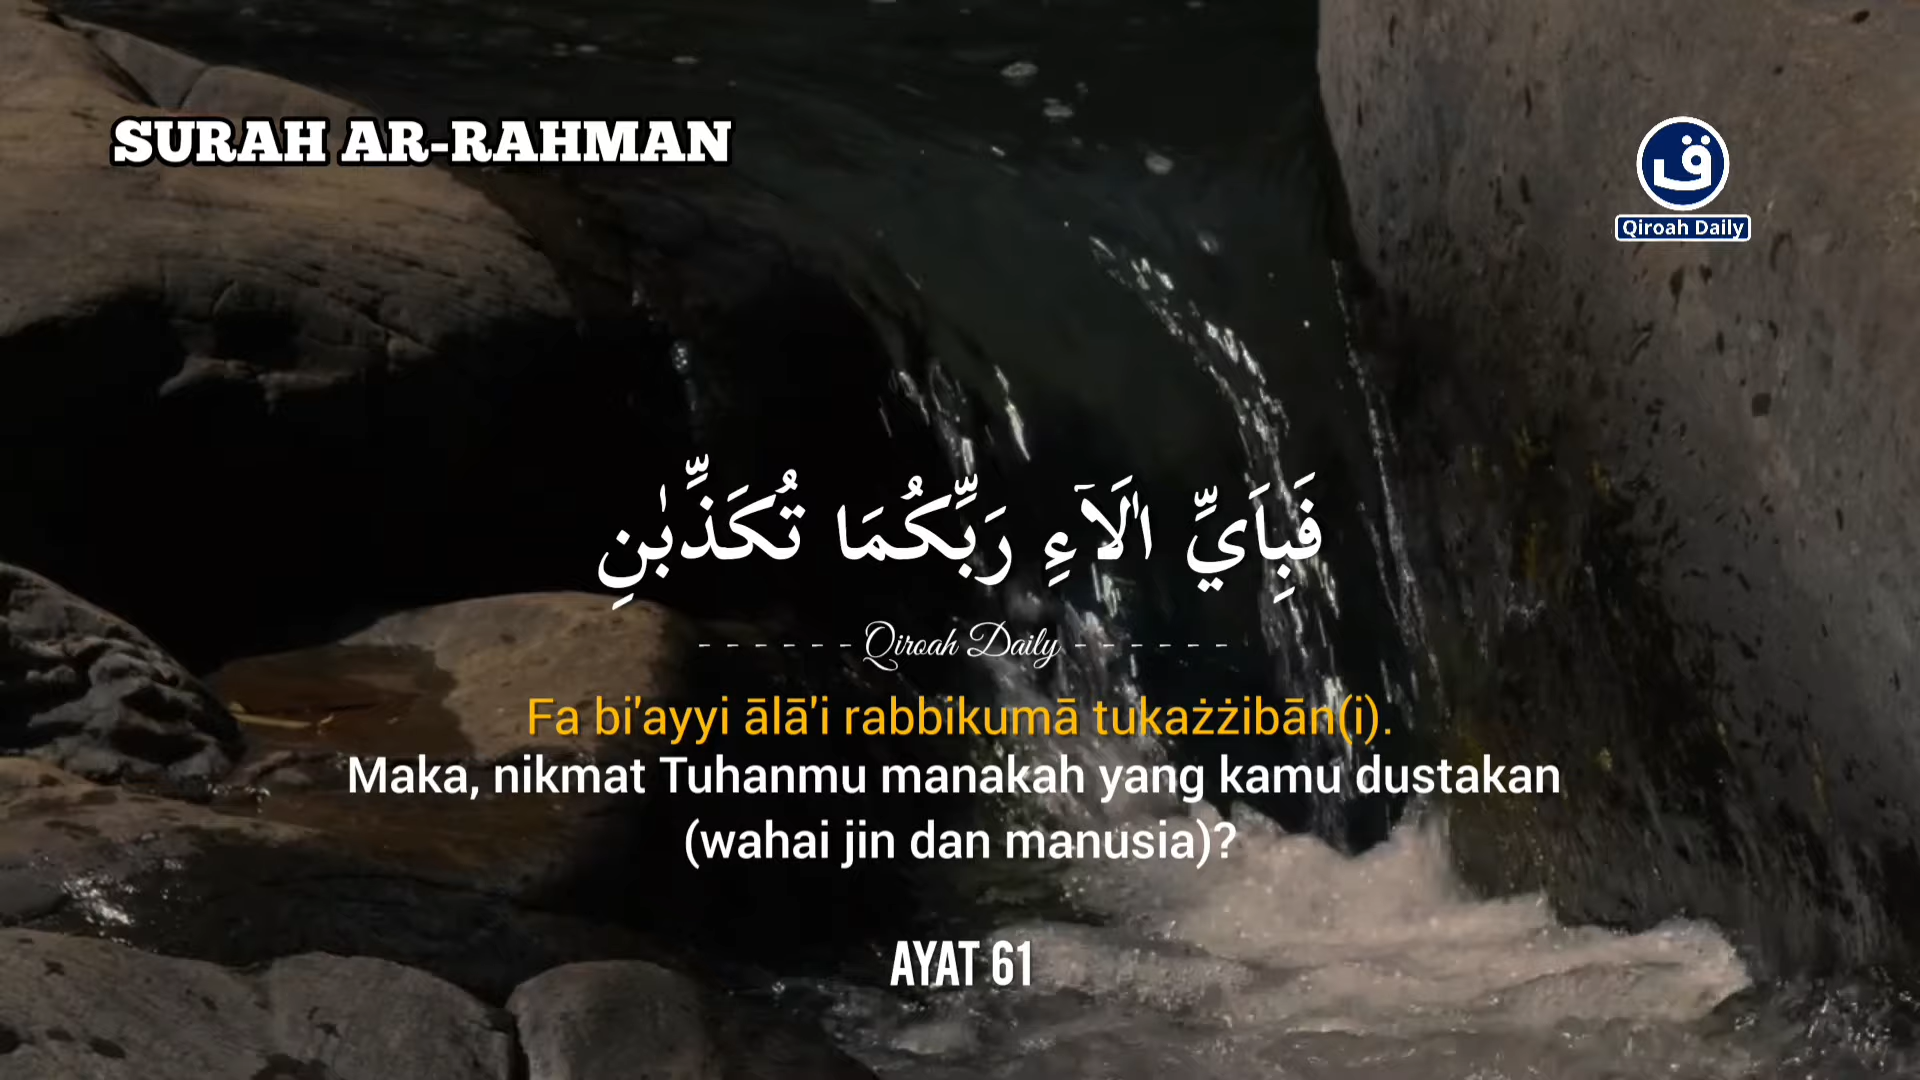 SURAH AR-RAHMAN
ق
Qiroah Daily
فَبِاَيِّ اٰلَاۤءِ رَبِّكُمَا تُكَذِّبٰنِ
- - - - - - Qiroah Daily - - - - - -
Fa bi'ayyi ālā'i rabbikumā tukażżibān(i).
Maka, nikmat Tuhanmu manakah yang kamu dustakan
(wahai jin dan manusia)?
AYAT 61